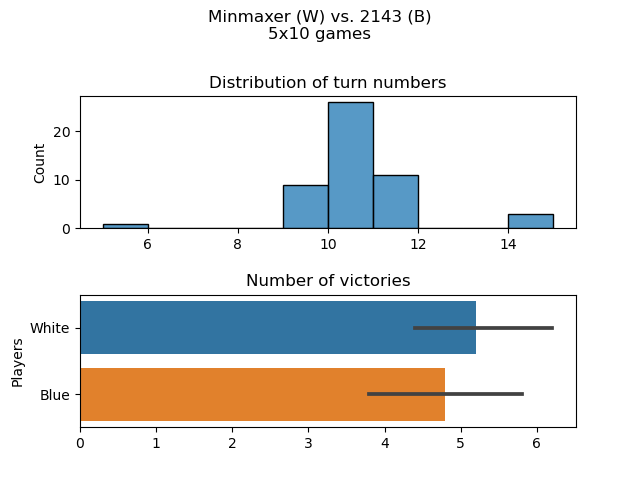 Minmaxer (W) vs. 2143 (B)
5x10 games
Distribution of turn numbers
Count
20
10
0
6 8 10 12 14
Number of victories
Players
White
Blue
0 1 2 3 4 5 6